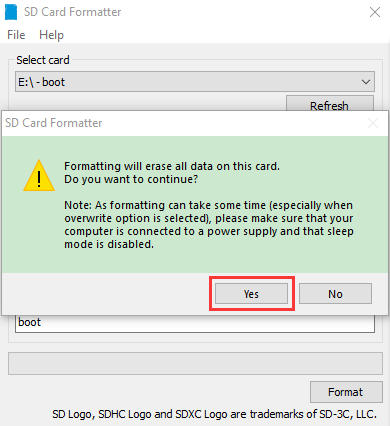 SD Card Formatter
File Help
Select card
E:\ - boot
Refresh
SD Card Formatter
Formatting will erase all data on this card.
Do you want to continue?
Note: As formatting can take some time (especially when
overwrite option is selected), please make sure that your
computer is connected to a power supply and that sleep
mode is disabled.
Yes No
boot
Format
SD Logo, SDHC Logo and SDXC Logo are trademarks of SD-3C, LLC.